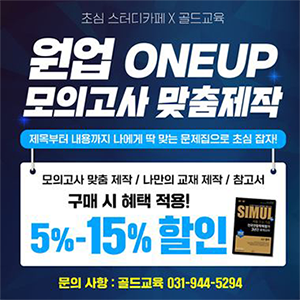 초심 스터디카페 X 골드교육
원업 ONEUP
모의고사 맞춤제작
제목부터 내용까지 나에게 딱 맞는 문제집으로 초심 잡자!
모의고사 맞춤 제작 / 나만의 교재 제작 / 참고서
구매 시 혜택 적용!
5%-15% 할인
SIMUL
문의 사항 : 골드교육 031-944-5294